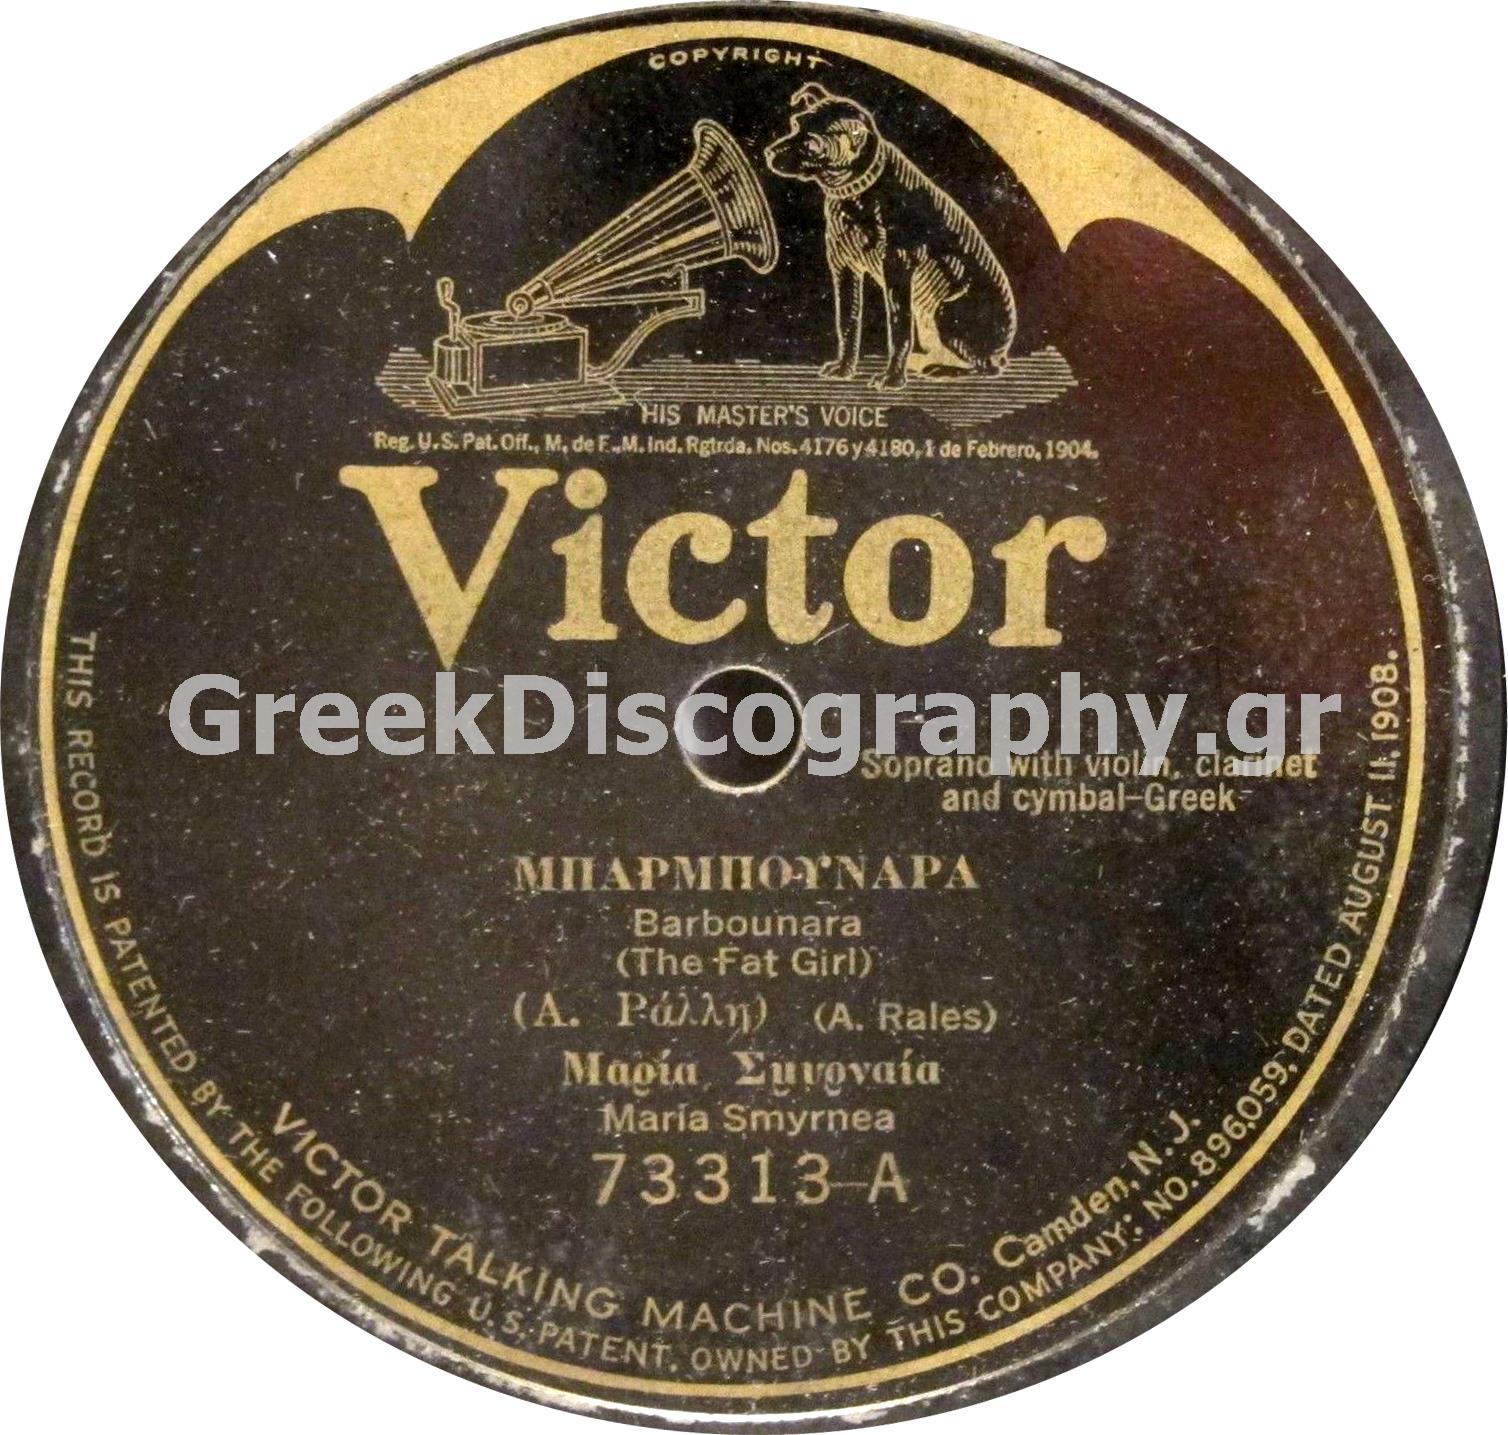 COPYRIGHT
HIS MASTER'S VOICE
Reg. U.S. Pat. Off., M. de F., M. Ind. Rgtrda. Nos. 4176 y 4180, 1 de Febrero, 1904.
Victor
GreekDiscography.gr
Soprano with violin, clarinet
and cymbal-Greek
ΜΠΑΡΜΠΟΥΝΑΡΑ
Barbounara
(The Fat Girl)
(Α. Ράλλη) (A. Rales)
Μαρία Σμυρναία
Maria Smyrnea
73313-A
VICTOR TALKING MACHINE CO. Camden, N. J.
THIS RECORD IS PATENTED BY THE FOLLOWING U. S. PATENT, OWNED BY THIS COMPANY: NO. 896,059, DATED AUGUST 11, 1908.